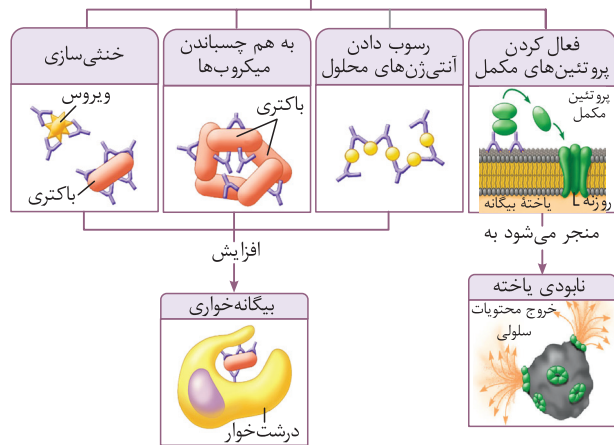 فعال کردن
پروتئین‌های مکمل
رسوب دادن
آنتی‌ژن‌های محلول
به هم چسباندن
میکروب‌ها
خنثی‌سازی
پروتئین
مکمل
روزنه
یاختهٔ بیگانه
باکتری
ویروس
باکتری
منجر می‌شود به
افزایش
نابودی یاخته
خروج محتویات
سلولی
بیگانه‌خواری
درشت‌خوار